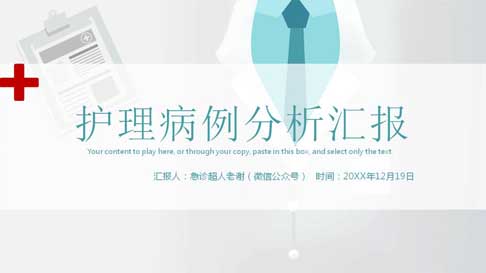 护理病例分析汇报
Your content to play here, or through your copy, paste in this box, and select only the text
汇报人：急诊超人老谢（微信公众号） 时间：20XX年12月19日